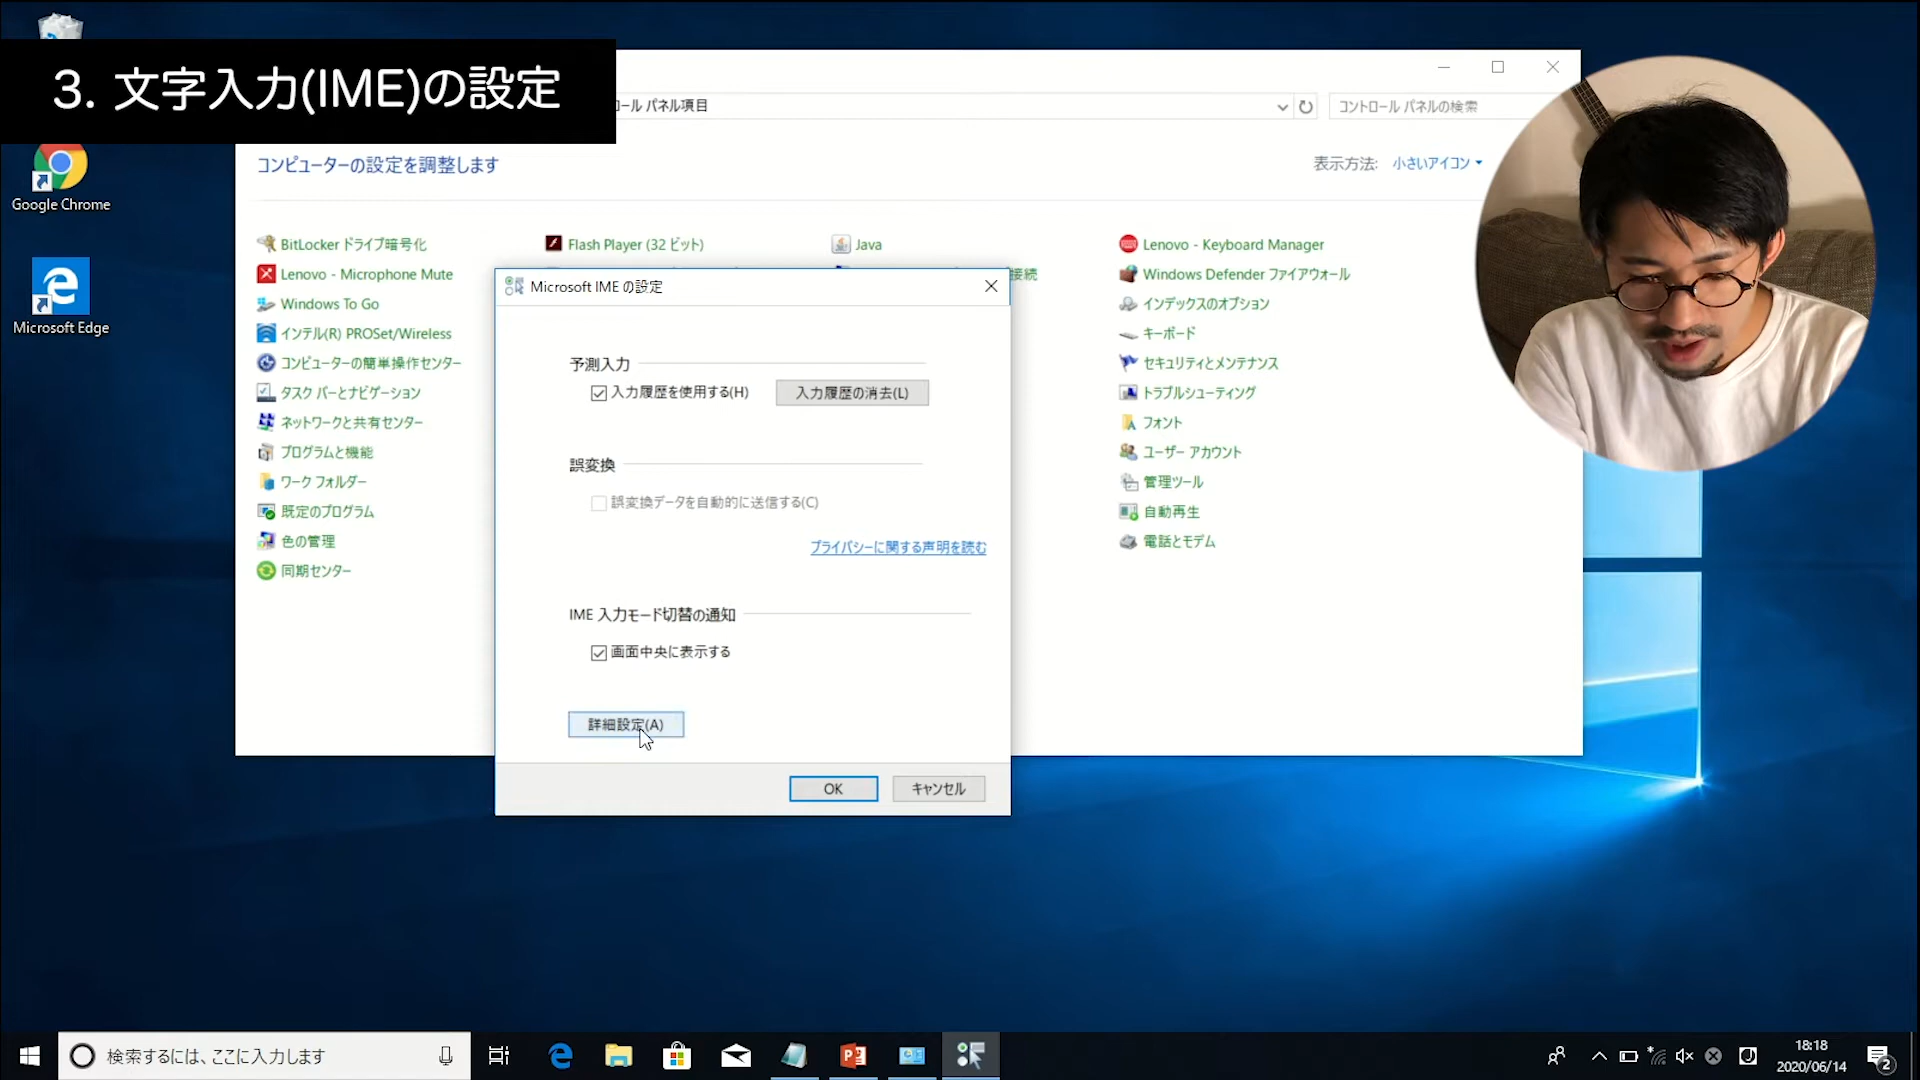 3. 文字入力(IME)の設定
ロール パネル項目
コントロール パネルの検索
コンピューターの設定を調整します
表示方法: 小さいアイコン
Google Chrome
Microsoft Edge
BitLocker ドライブ暗号化
Lenovo - Microphone Mute
Windows To Go
インテル(R) PROSet/Wireless
コンピューターの簡単操作センター
タスク バーとナビゲーション
ネットワークと共有センター
プログラムと機能
ワーク フォルダー
既定のプログラム
色の管理
同期センター
Flash Player (32 ビット)
Java
接続
Lenovo - Keyboard Manager
Windows Defender ファイアウォール
インデックスのオプション
キーボード
セキュリティとメンテナンス
トラブルシューティング
フォント
ユーザー アカウント
管理ツール
自動再生
電話とモデム
Microsoft IME の設定
予測入力
入力履歴を使用する(H)
入力履歴の消去(L)
誤変換
誤変換データを自動的に送信する(C)
プライバシーに関する声明を読む
IME 入力モード切替の通知
画面中央に表示する
詳細設定(A)
OK
キャンセル
検索するには、ここに入力します
18:18
2020/06/14
2